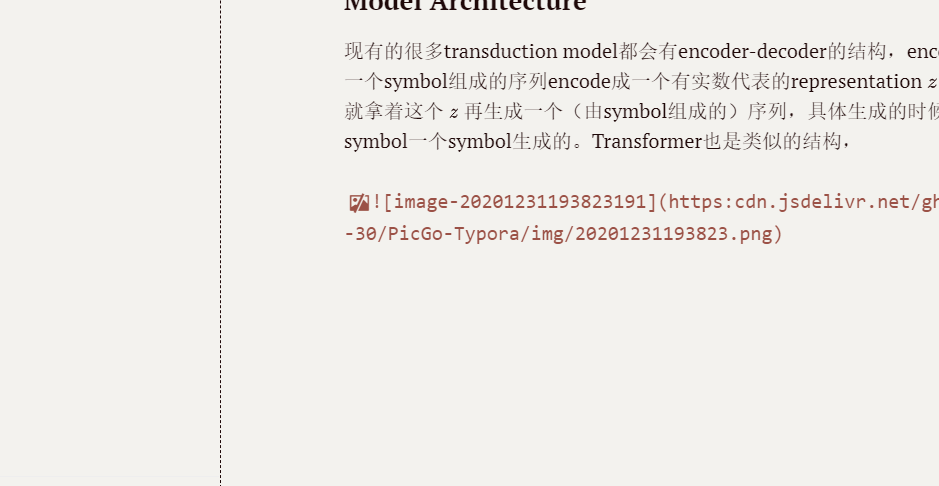 Model Architecture
现有的很多transduction model都会有encoder-decoder的结构，enc
一个symbol组成的序列encode成一个有实数代表的representation z
就拿着这个 z 再生成一个（由symbol组成的）序列，具体生成的时候
symbol一个symbol生成的。Transformer也是类似的结构，
![image-20201231193823191](https:cdn.jsdelivr.net/gh
-30/PicGo-Typora/img/20201231193823.png)